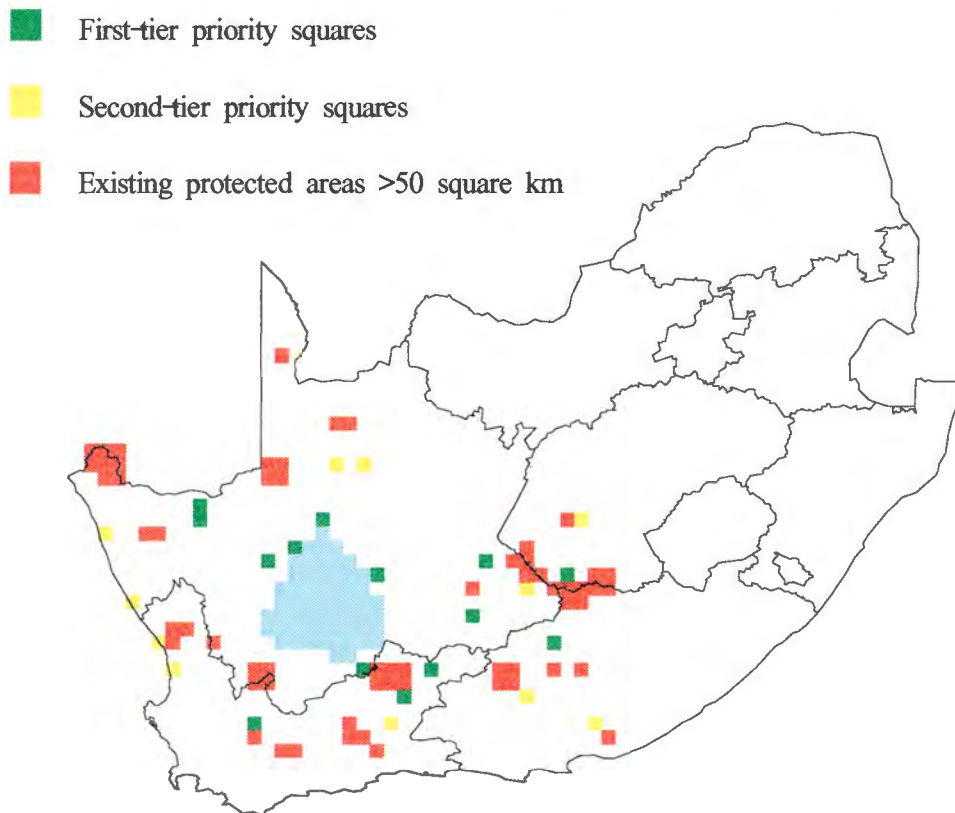 First-tier priority squares
Second-tier priority squares
Existing protected areas >50 square km